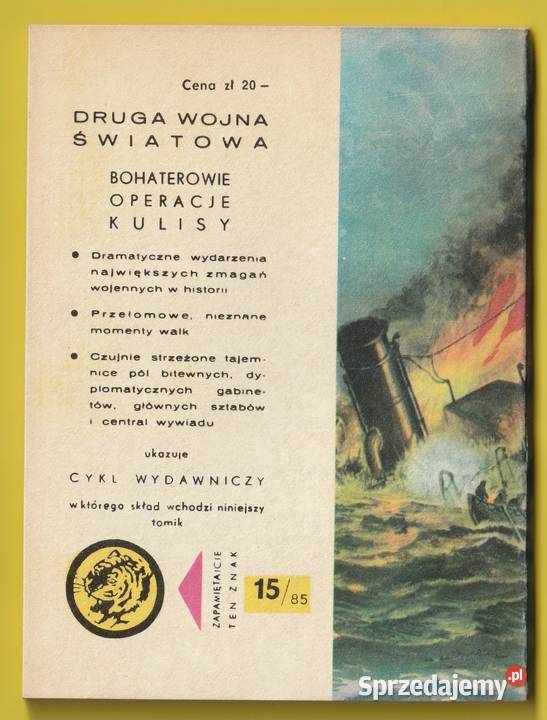 Cena zł 20 –
DRUGA WOJNA
ŚWIATOWA
BOHATEROWIE
OPERACJE
KULISY
● Dramatyczne wydarzenia
największych zmagań
wojennych w historii
● Przełomowe, nieznane
momenty walk
● Czujnie strzeżone tajem-
nice pól bitewnych, dy-
plomatycznych gabine-
tów, głównych sztabów
i central wywiadu
ukazuje
CYKL WYDAWNICZY
w którego skład wchodzi niniejszy
tomik
ZAPAMIĘTAJCIE
TEN ZNAK
15/85
Sprzedajemy.pl